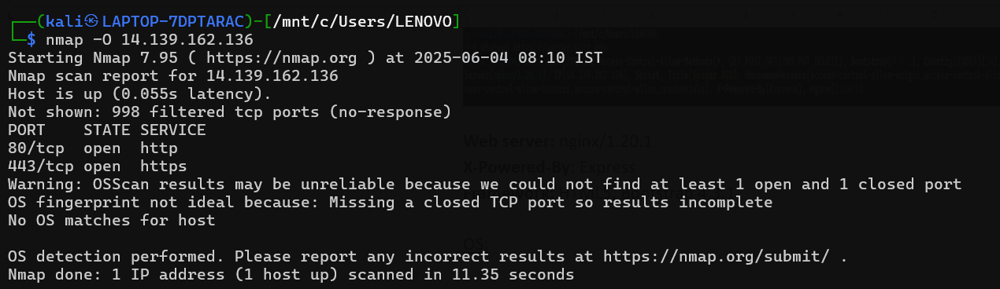 ┌──(kali㉿LAPTOP-7DPTARAC)-[/mnt/c/Users/LENOVO]
└─$ nmap -O 14.139.162.136
Starting Nmap 7.95 ( https://nmap.org ) at 2025-06-04 08:10 IST
Nmap scan report for 14.139.162.136
Host is up (0.055s latency).
Not shown: 998 filtered tcp ports (no-response)
PORT    STATE SERVICE
80/tcp  open  http
Web server: nginx/1.20.1
443/tcp open  https
X-Powered-By: Express
Warning: OSScan results may be unreliable because we could not find at least 1 open and 1 closed port
OS fingerprint not ideal because: Missing a closed TCP port so results incomplete
No OS matches for host
OS:
OS detection performed. Please report any incorrect results at https://nmap.org/submit/ .
Nmap done: 1 IP address (1 host up) scanned in 11.35 seconds